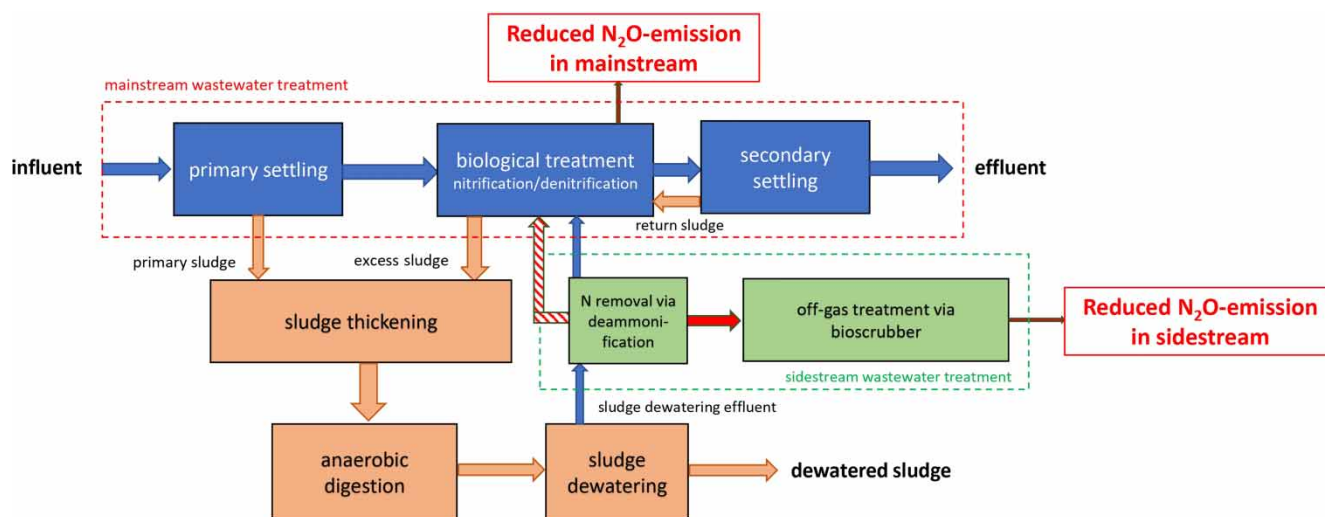 Reduced N₂O-emission
in mainstream
mainstream wastewater treatment
influent
primary settling
biological treatment
nitrification/denitrification
secondary
settling
effluent
return sludge
primary sludge
excess sludge
sludge thickening
N removal via
deammoni-
fication
off-gas treatment via
bioscrubber
Reduced N₂O-emission
in sidestream
sidestream wastewater treatment
sludge dewatering effluent
anaerobic
digestion
sludge
dewatering
dewatered sludge